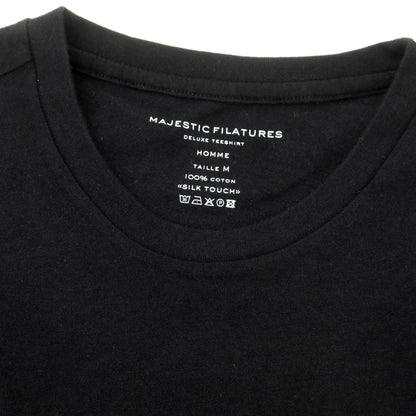 MAJESTIC FILATURES
DELUXE TEESHIRT
HOMME
TAILLE M
100% COTON
«SILK TOUCH»